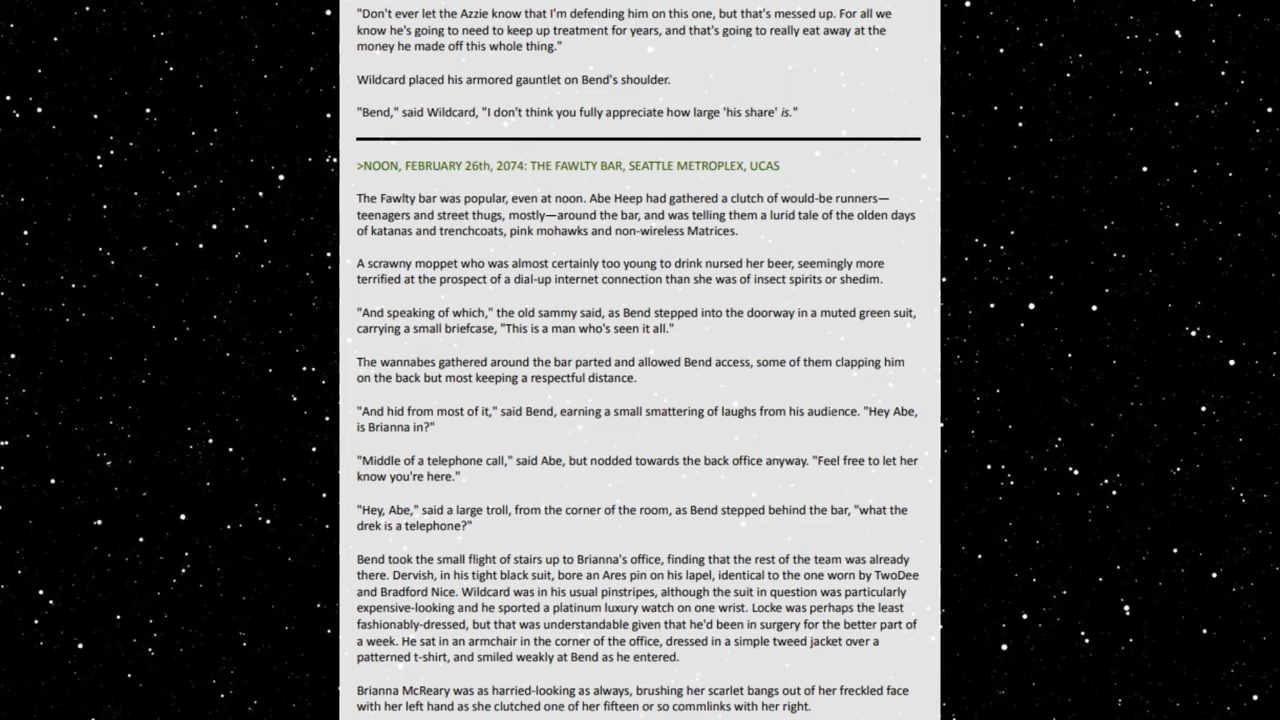 "Don't ever let the Azzie know that I'm defending him on this one, but that's messed up. For all we
know he's going to need to keep up treatment for years, and that's going to really eat away at the
money he made off this whole thing."
Wildcard placed his armored gauntlet on Bend's shoulder.
"Bend," said Wildcard, "I don't think you fully appreciate how large 'his share' is."
>NOON, FEBRUARY 26th, 2074: THE FAWLTY BAR, SEATTLE METROPLEX, UCAS
The Fawlty bar was popular, even at noon. Abe Heep had gathered a clutch of would-be runners—
teenagers and street thugs, mostly—around the bar, and was telling them a lurid tale of the olden days
of katanas and trenchcoats, pink mohawks and non-wireless Matrices.
A scrawny moppet who was almost certainly too young to drink nursed her beer, seemingly more
terrified at the prospect of a dial-up internet connection than she was of insect spirits or shedim.
"And speaking of which," the old sammy said, as Bend stepped into the doorway in a muted green suit,
carrying a small briefcase, "This is a man who's seen it all."
The wannabes gathered around the bar parted and allowed Bend access, some of them clapping him
on the back but most keeping a respectful distance.
"And hid from most of it," said Bend, earning a small smattering of laughs from his audience. "Hey Abe,
is Brianna in?"
"Middle of a telephone call," said Abe, but nodded towards the back office anyway. "Feel free to let her
know you're here."
"Hey, Abe," said a large troll, from the corner of the room, as Bend stepped behind the bar, "what the
drek is a telephone?"
Bend took the small flight of stairs up to Brianna's office, finding that the rest of the team was already
there. Dervish, in his tight black suit, bore an Ares pin on his lapel, identical to the one worn by TwoDee
and Bradford Nice. Wildcard was in his usual pinstripes, although the suit in question was particularly
expensive-looking and he sported a platinum luxury watch on one wrist. Locke was perhaps the least
fashionably-dressed, but that was understandable given that he'd been in surgery for the better part of
a week. He sat in an armchair in the corner of the office, dressed in a simple tweed jacket over a
patterned t-shirt, and smiled weakly at Bend as he entered.
Brianna McReary was as harried-looking as always, brushing her scarlet bangs out of her freckled face
with her left hand as she clutched one of her fifteen or so commlinks with her right.